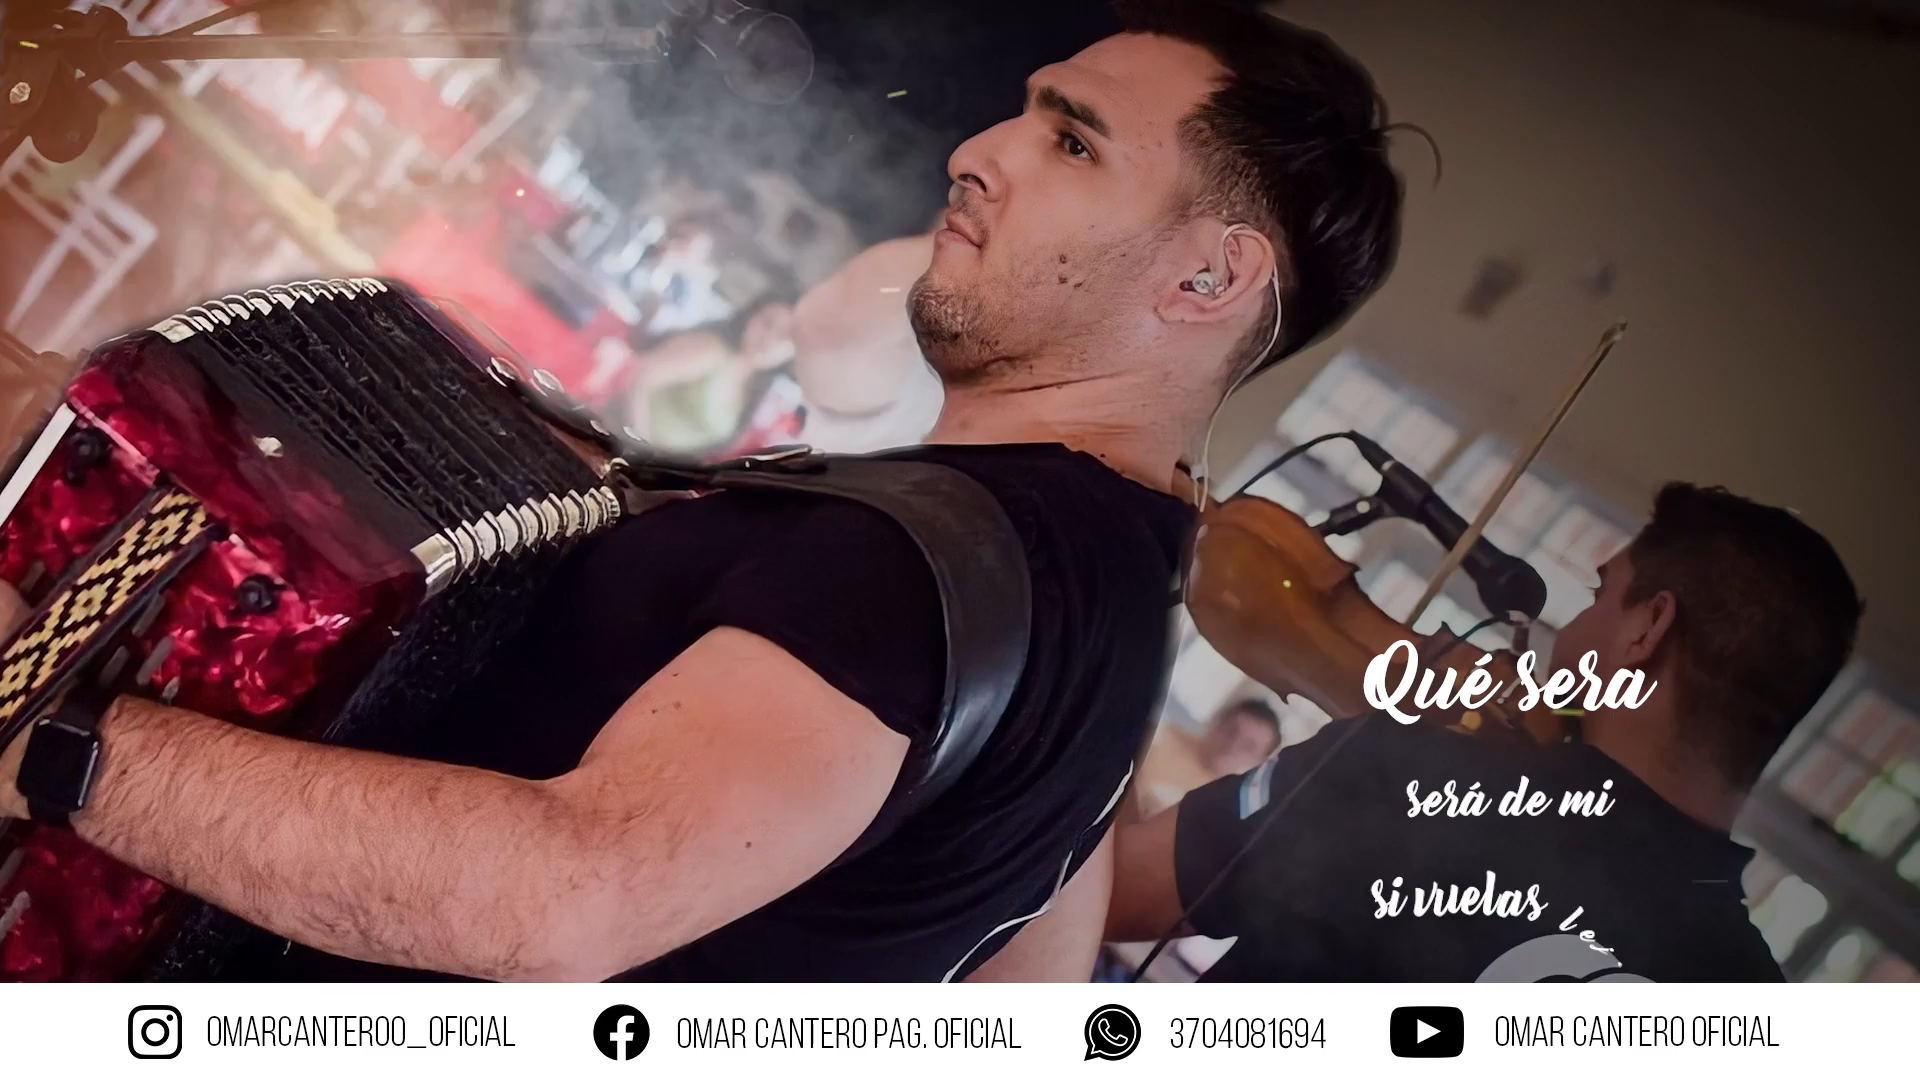 Qué sera
será de mi
si vuelas
OMARCANTEROO_OFICIAL
OMAR CANTERO PAG. OFICIAL
3704081694
OMAR CANTERO OFICIAL